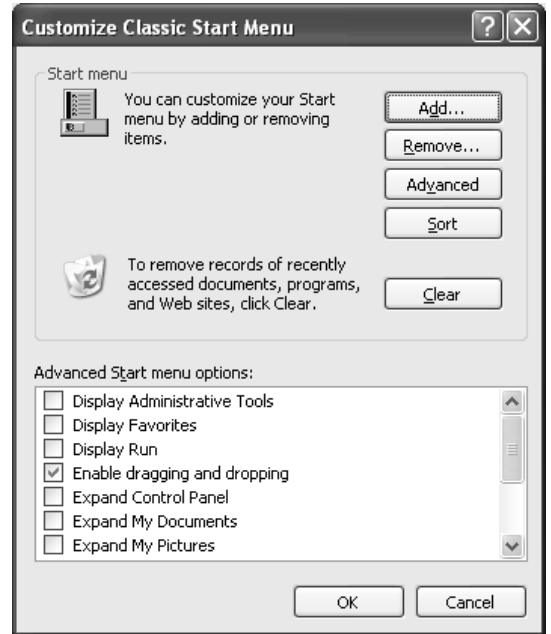 Customize Classic Start Menu
Start menu
You can customize your Start
menu by adding or removing
items.
Add...
Remove...
Advanced
Sort
To remove records of recently
accessed documents, programs,
and Web sites, click Clear.
Clear
Advanced Start menu options:
Display Administrative Tools
Display Favorites
Display Run
Enable dragging and dropping
Expand Control Panel
Expand My Documents
Expand My Pictures
OK
Cancel